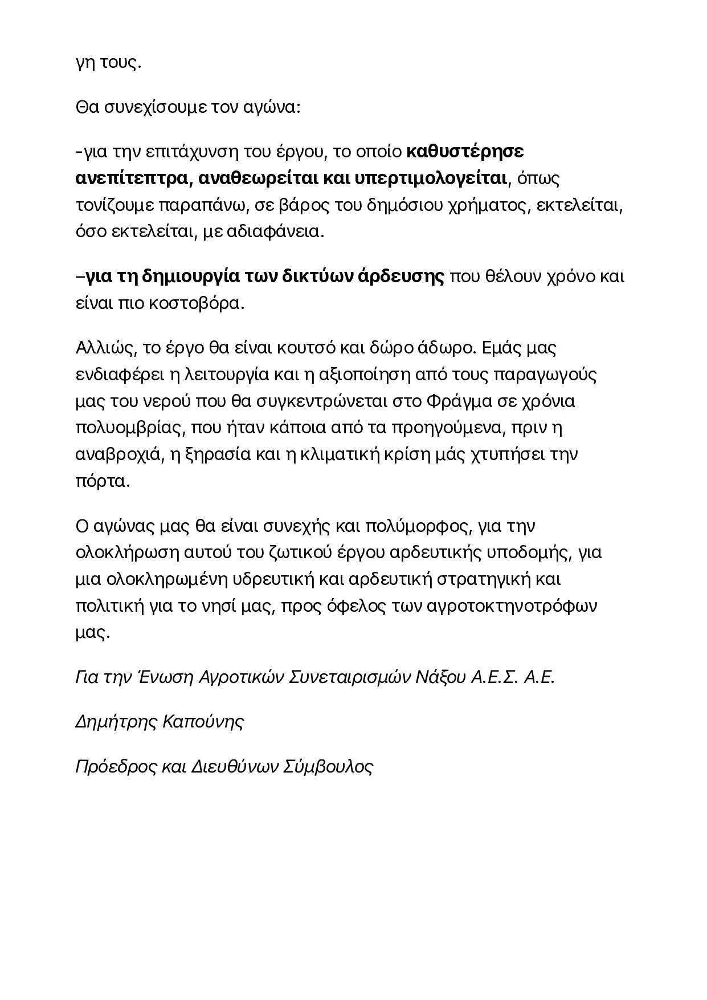 γη τους.
Θα συνεχίσουμε τον αγώνα:
-για την επιτάχυνση του έργου, το οποίο καθυστέρησε
ανεπίτεπτρα, αναθεωρείται και υπερτιμολογείται, όπως
τονίζουμε παραπάνω, σε βάρος του δημόσιου χρήματος, εκτελείται,
όσο εκτελείται, με αδιαφάνεια.
–για τη δημιουργία των δικτύων άρδευσης που θέλουν χρόνο και
είναι πιο κοστοβόρα.
Αλλιώς, το έργο θα είναι κουτσό και δώρο άδωρο. Εμάς μας
ενδιαφέρει η λειτουργία και η αξιοποίηση από τους παραγωγούς
μας του νερού που θα συγκεντρώνεται στο Φράγμα σε χρόνια
πολυομβρίας, που ήταν κάποια από τα προηγούμενα, πριν η
αναβροχιά, η ξηρασία και η κλιματική κρίση μάς χτυπήσει την
πόρτα.
Ο αγώνας μας θα είναι συνεχής και πολύμορφος, για την
ολοκλήρωση αυτού του ζωτικού έργου αρδευτικής υποδομής, για
μια ολοκληρωμένη υδρευτική και αρδευτική στρατηγική και
πολιτική για το νησί μας, προς όφελος των αγροτοκτηνοτρόφων
μας.
Για την Ένωση Αγροτικών Συνεταιρισμών Νάξου Α.Ε.Σ. Α.Ε.
Δημήτρης Καπούνης
Πρόεδρος και Διευθύνων Σύμβουλος